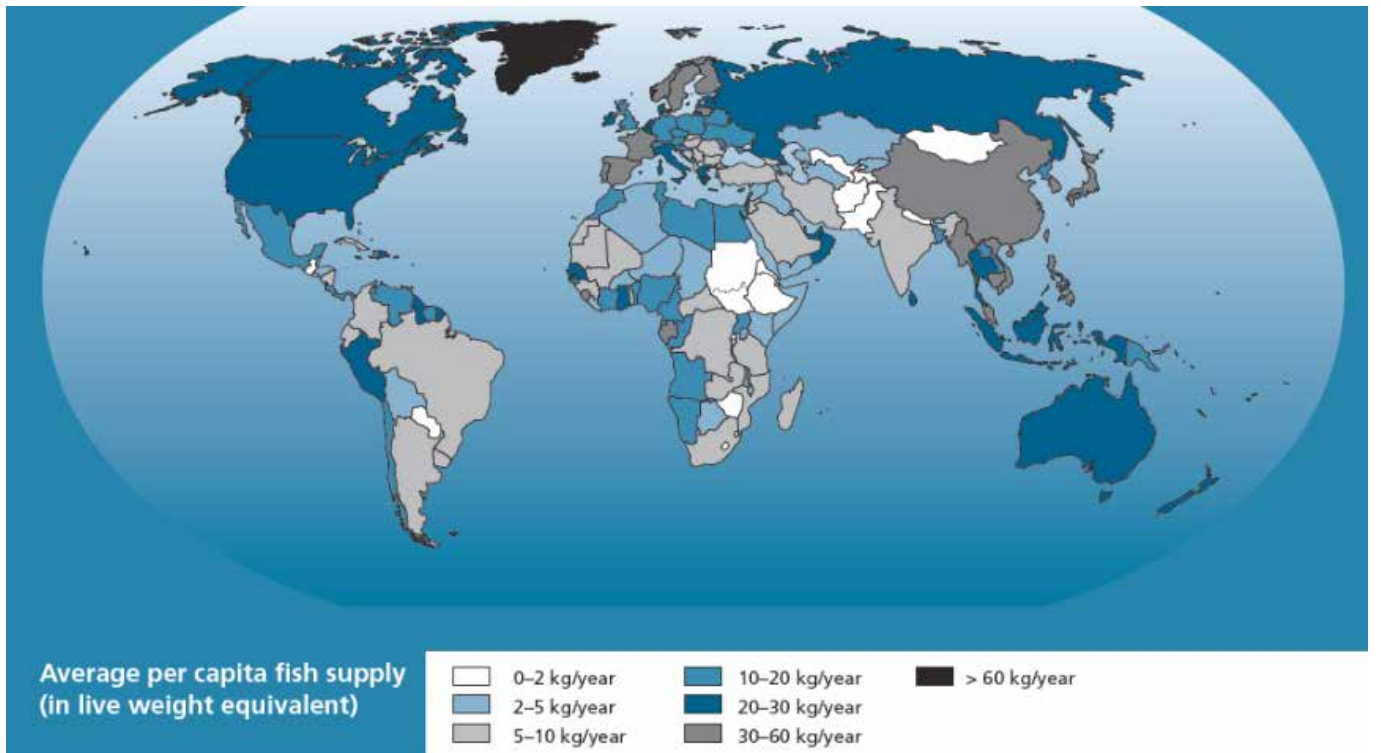 Average per capita fish supply
(in live weight equivalent)
0–2 kg/year
2–5 kg/year
5–10 kg/year
10–20 kg/year
20–30 kg/year
30–60 kg/year
> 60 kg/year